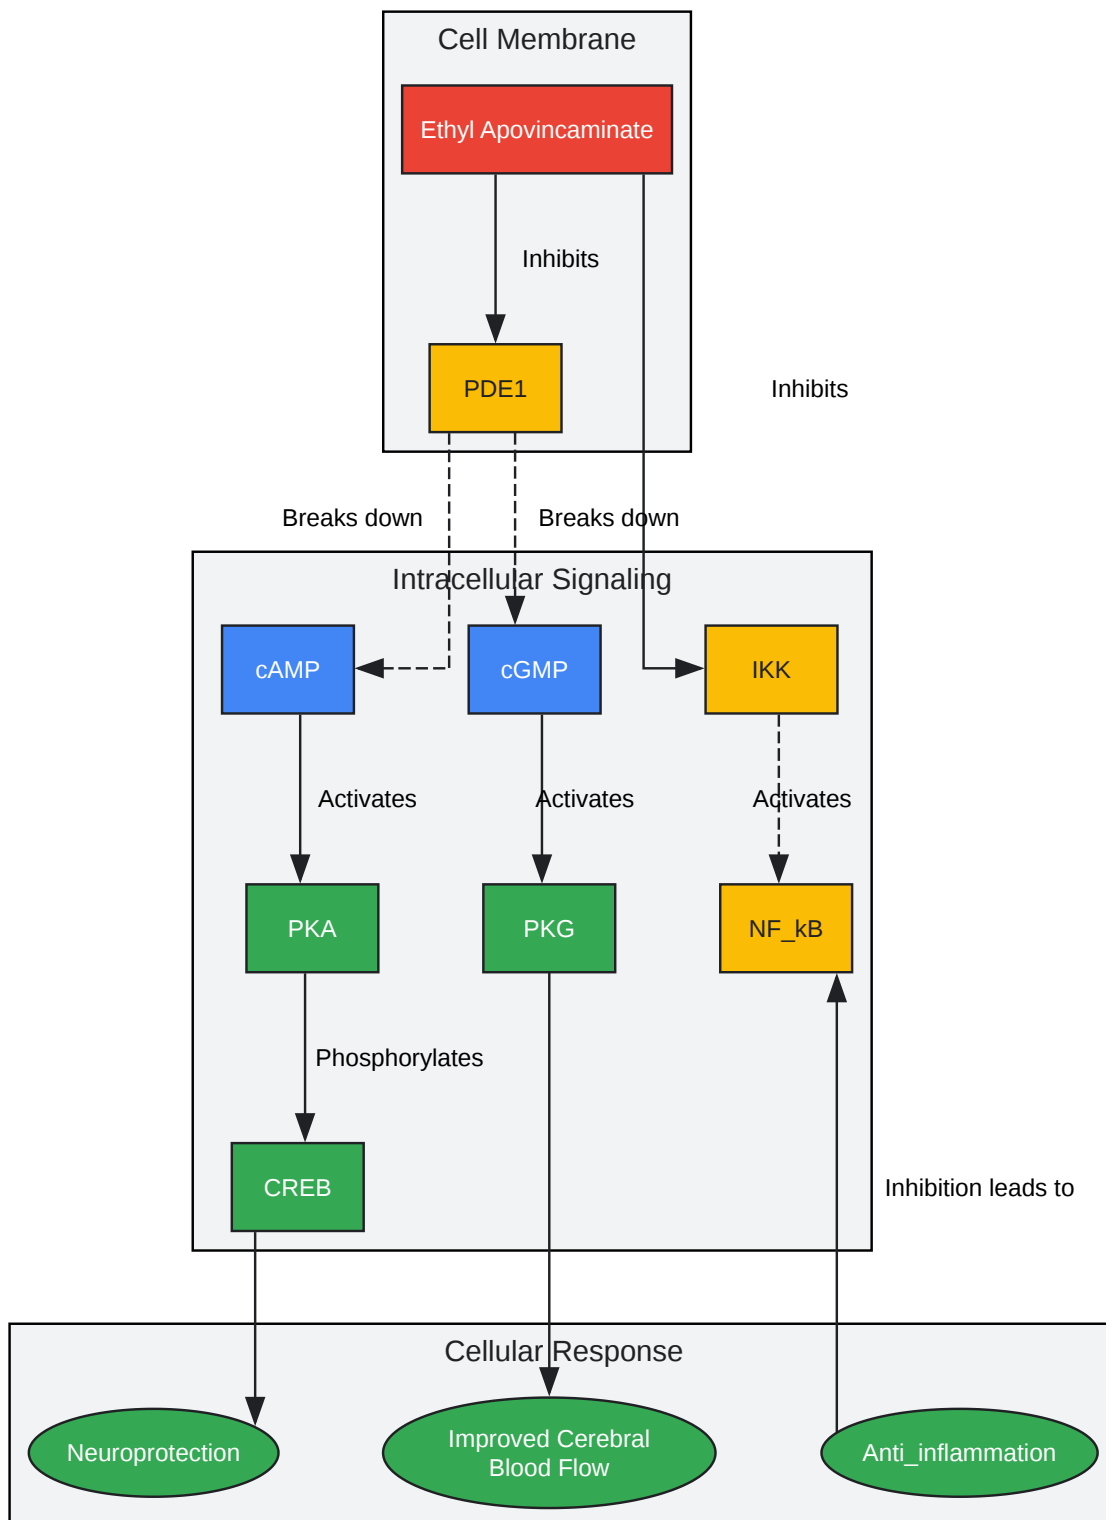 Cell Membrane
Ethyl Apovincaminate
Inhibits
PDE1
Inhibits
Breaks down
Breaks down
Intracellular Signaling
cAMP
cGMP
IKK
Activates
Activates
Activates
PKA
PKG
NF_kB
Phosphorylates
CREB
Inhibition leads to
Cellular Response
Neuroprotection
Improved Cerebral
Blood Flow
Anti_inflammation